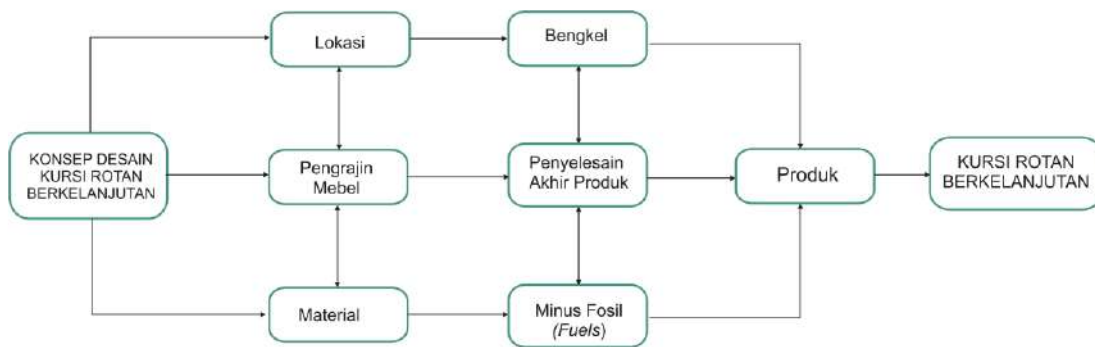 Lokasi
Bengkel
KONSEP DESAIN
KURSI ROTAN
BERKELANJUTAN
Pengrajin
Mebel
Penyelesain
Akhir Produk
Produk
KURSI ROTAN
BERKELANJUTAN
Material
Minus Fosil
(Fuels)